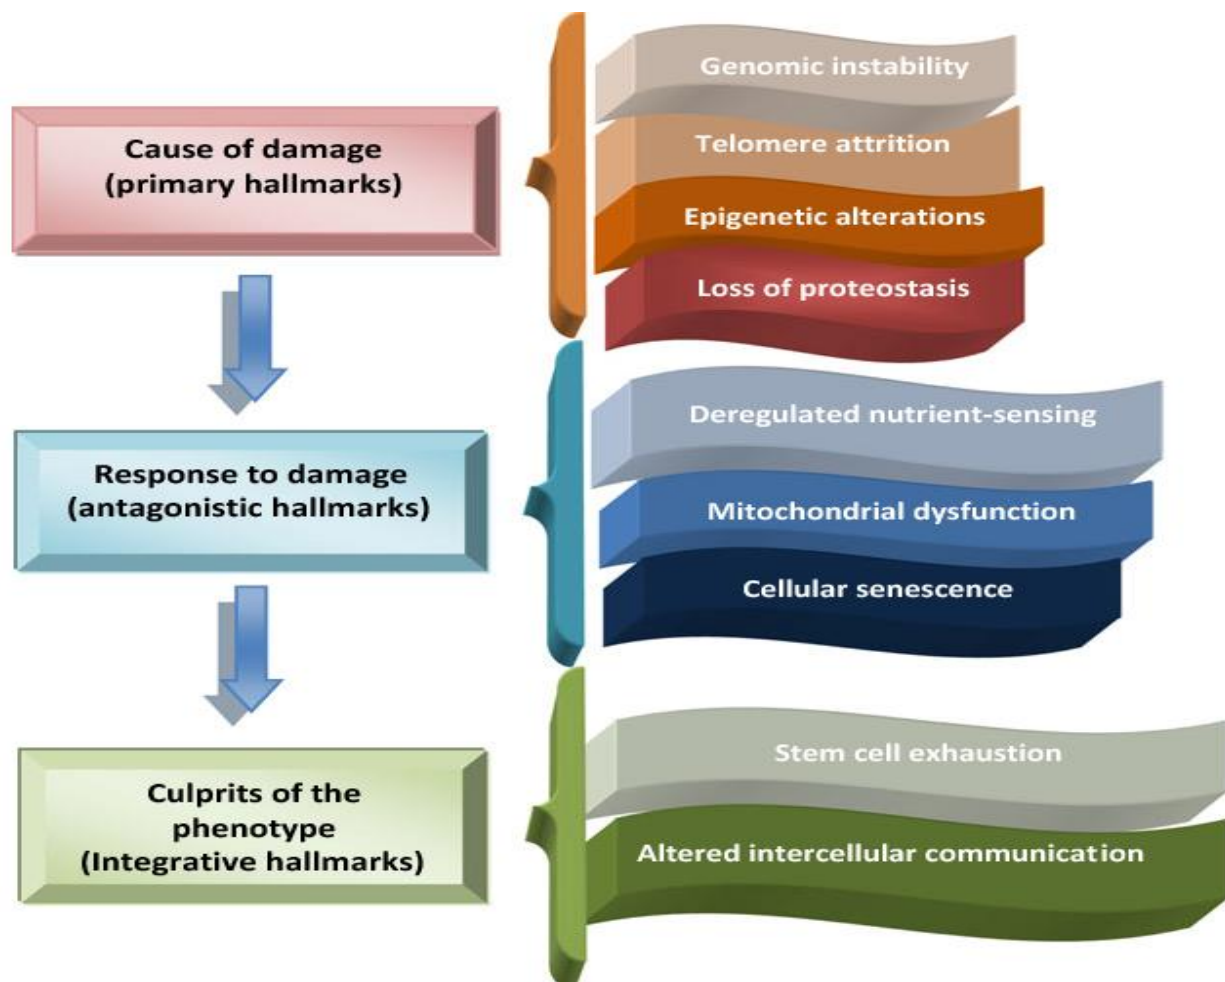 Cause of damage
(primary hallmarks)
Genomic instability
Telomere attrition
Epigenetic alterations
Loss of proteostasis
Response to damage
(antagonistic hallmarks)
Deregulated nutrient-sensing
Mitochondrial dysfunction
Cellular senescence
Culprits of the
phenotype
(Integrative hallmarks)
Stem cell exhaustion
Altered intercellular communication